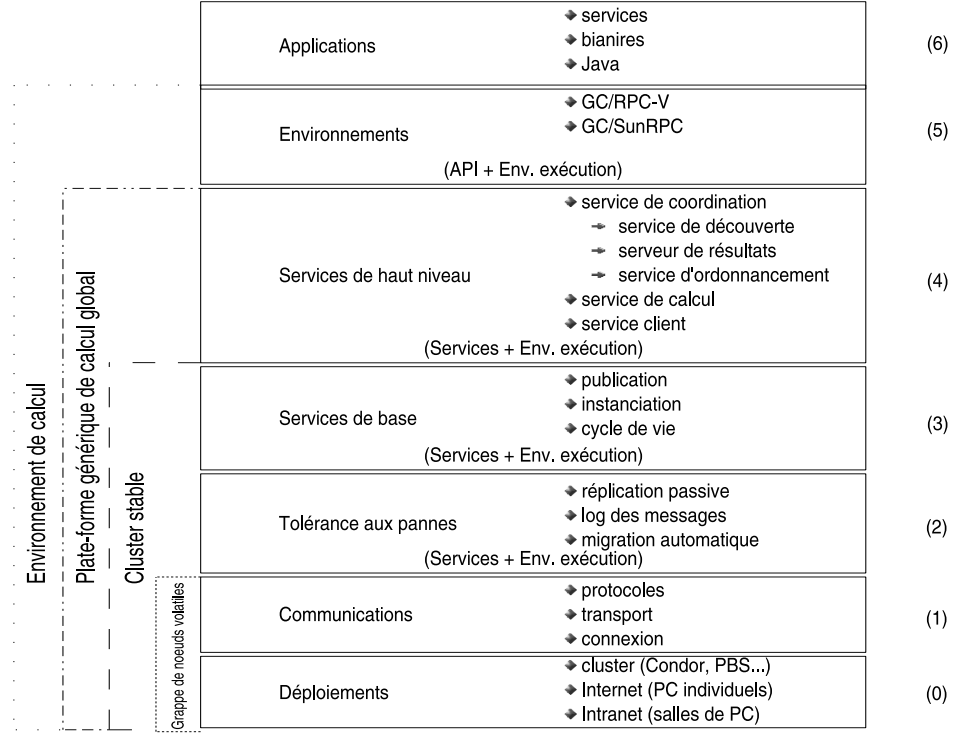 Applications
services
bianires
Java
(6)
Environnements
GC/RPC-V
GC/SunRPC
(API + Env. exécution)
(5)
Services de haut niveau
service de coordination
service de découverte
serveur de résultats
service d'ordonnancement
service de calcul
service client
(Services + Env. exécution)
(4)
Services de base
publication
instanciation
cycle de vie
(Services + Env. exécution)
(3)
Tolérance aux pannes
réplication passive
log des messages
migration automatique
(Services + Env. exécution)
(2)
Communications
protocoles
transport
connexion
(1)
Déploiements
cluster (Condor, PBS...)
Internet (PC individuels)
Intranet (salles de PC)
(0)
Environnement de calcul
Plate-forme générique de calcul global
Cluster stable
Grappe de noeuds volatiles